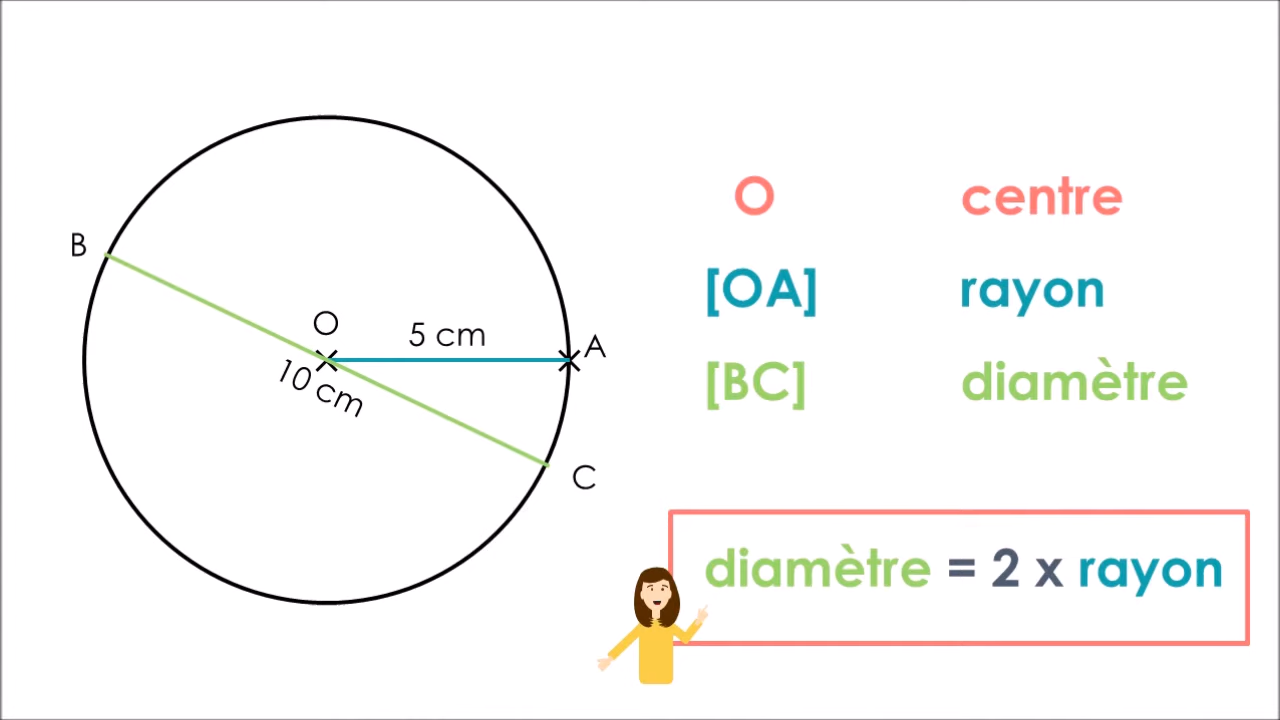 B
O
5 cm
A
10 cm
C
O centre
[OA] rayon
[BC] diamètre
diamètre = 2 x rayon